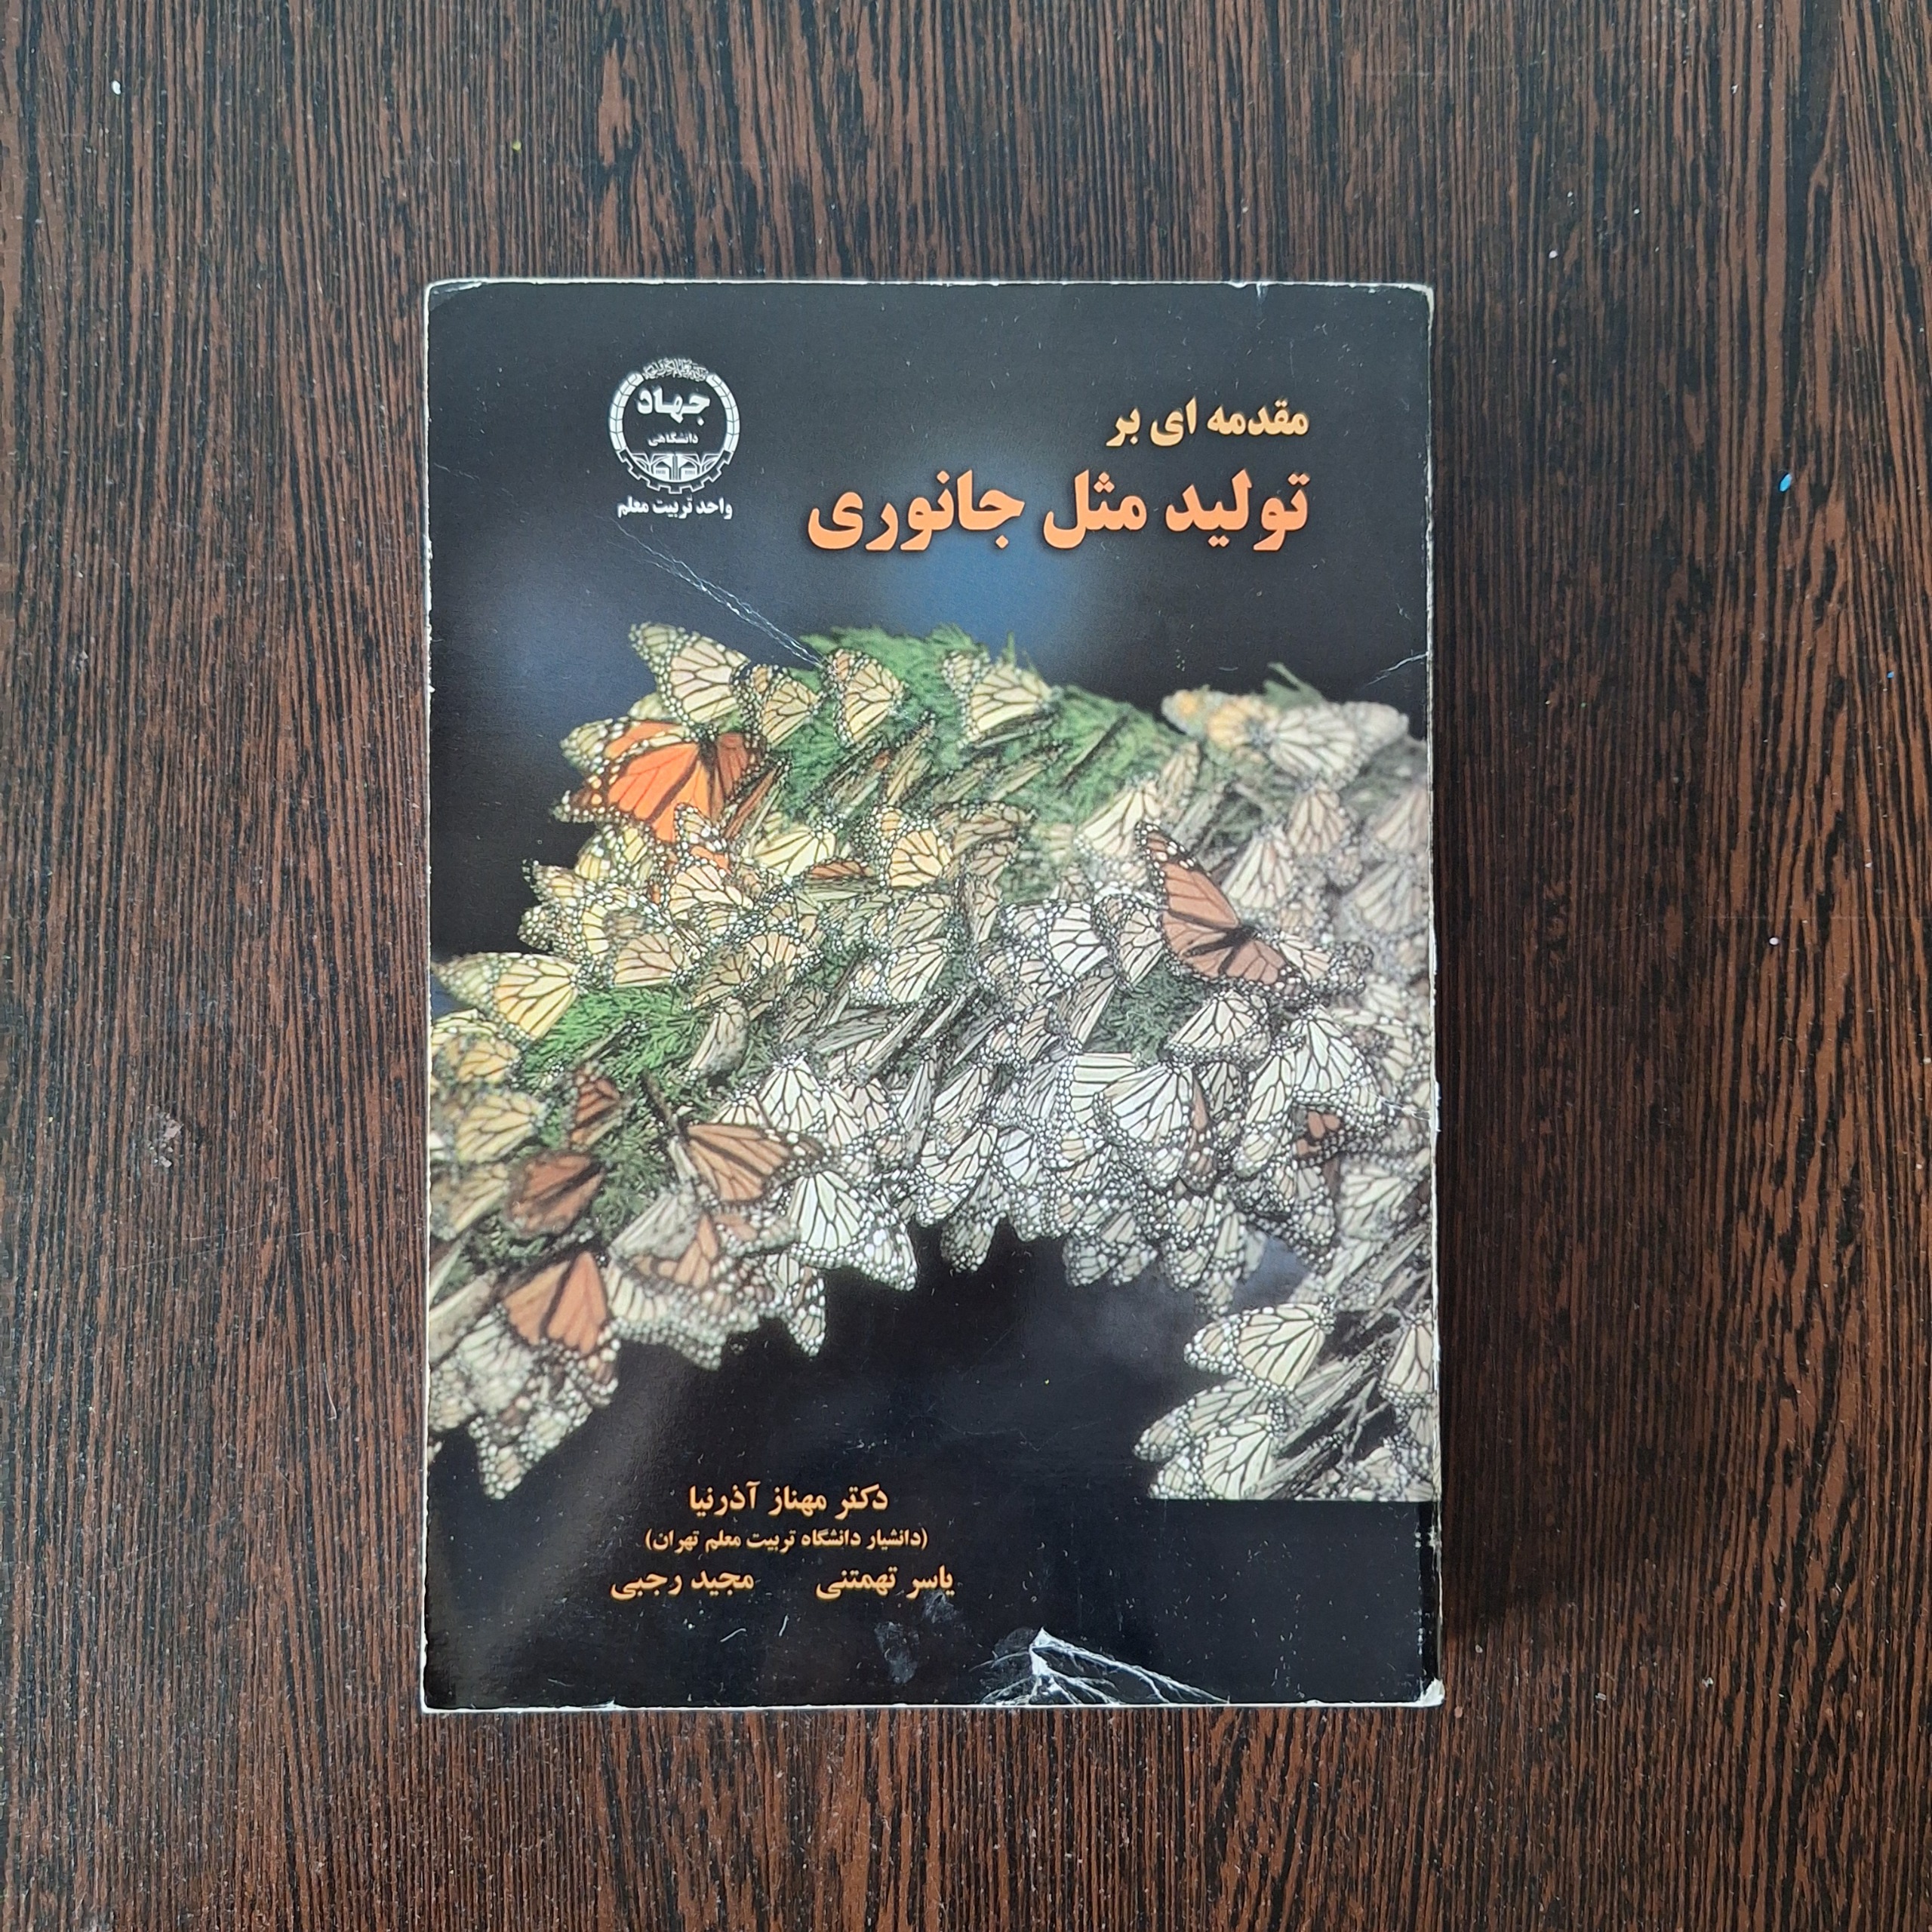 مقدمه ای بر
تولید مثل جانوری
جهاد
دانشگاهی
واحد تربیت معلم
دکتر مهناز آذرنیا
(دانشیار دانشگاه تربیت معلم تهران)
یاسر تهمتنی مجید رجبی